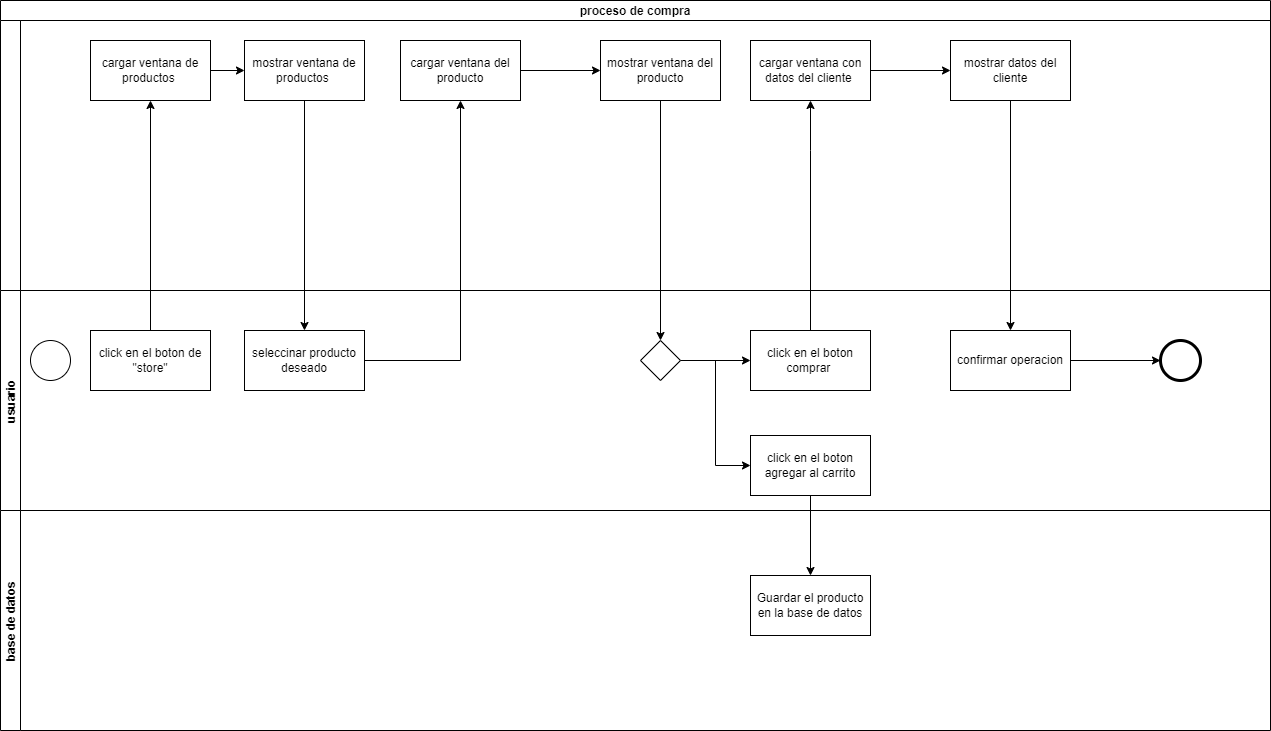 proceso de compra
cargar ventana de
productos
mostrar ventana de
productos
cargar ventana del
producto
mostrar ventana del
producto
cargar ventana con
datos del cliente
mostrar datos del
cliente
usuario
click en el boton de
"store"
seleccinar producto
deseado
click en el boton
comprar
confirmar operacion
click en el boton
agregar al carrito
base de datos
Guardar el producto
en la base de datos